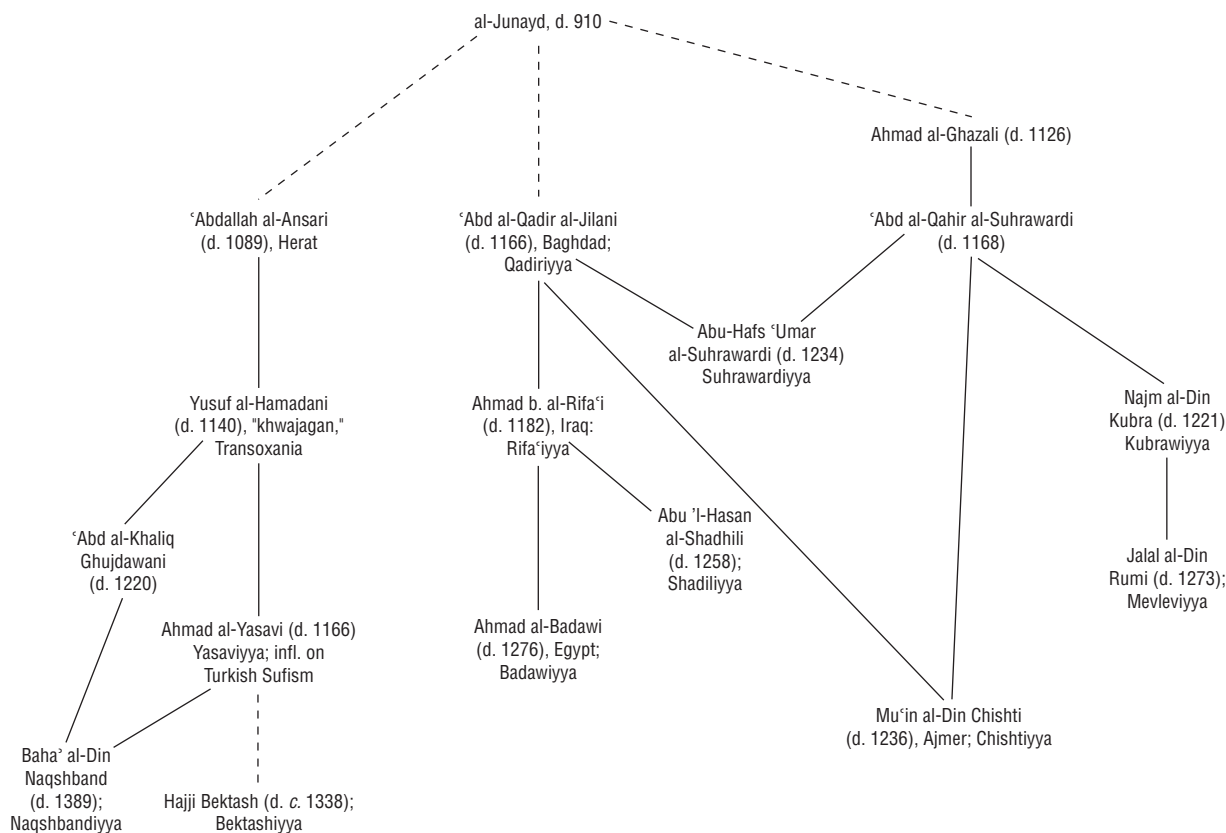 al-Junayd, d. 910
Ahmad al-Ghazali (d. 1126)
ʿAbdallah al-Ansari
(d. 1089), Herat
ʿAbd al-Qadir al-Jilani
(d. 1166), Baghdad;
Qadiriyya
ʿAbd al-Qahir al-Suhrawardi
(d. 1168)
Abu-Hafs ʿUmar
al-Suhrawardi (d. 1234)
Suhrawardiyya
Yusuf al-Hamadani
(d. 1140), "khwajagan,"
Transoxania
Ahmad b. al-Rifaʿi
(d. 1182), Iraq:
Rifaʿiyya
Najm al-Din
Kubra (d. 1221)
Kubrawiyya
ʿAbd al-Khaliq
Ghujdawani
(d. 1220)
Abu ’l-Hasan
al-Shadhili
(d. 1258);
Shadiliyya
Jalal al-Din
Rumi (d. 1273);
Mevleviyya
Ahmad al-Yasavi (d. 1166)
Yasaviyya; infl. on
Turkish Sufism
Ahmad al-Badawi
(d. 1276), Egypt;
Badawiyya
Muʿin al-Din Chishti
(d. 1236), Ajmer; Chishtiyya
Bahaʾ al-Din
Naqshband
(d. 1389);
Naqshbandiyya
Hajji Bektash (d. c. 1338);
Bektashiyya